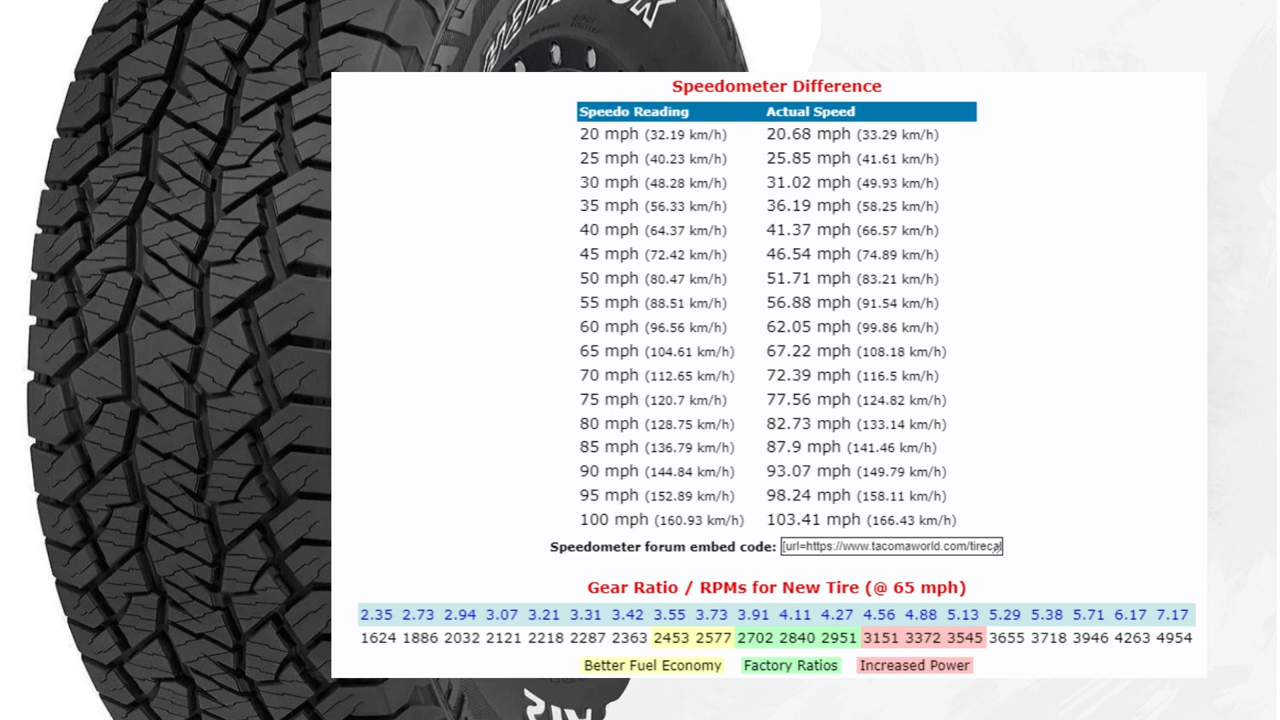 HANKOOK
Speedometer Difference
Speedo Reading Actual Speed
20 mph (32.19 km/h) 20.68 mph (33.29 km/h)
25 mph (40.23 km/h) 25.85 mph (41.61 km/h)
30 mph (48.28 km/h) 31.02 mph (49.93 km/h)
35 mph (56.33 km/h) 36.19 mph (58.25 km/h)
40 mph (64.37 km/h) 41.37 mph (66.57 km/h)
45 mph (72.42 km/h) 46.54 mph (74.89 km/h)
50 mph (80.47 km/h) 51.71 mph (83.21 km/h)
55 mph (88.51 km/h) 56.88 mph (91.54 km/h)
60 mph (96.56 km/h) 62.05 mph (99.86 km/h)
65 mph (104.61 km/h) 67.22 mph (108.18 km/h)
70 mph (112.65 km/h) 72.39 mph (116.5 km/h)
75 mph (120.7 km/h) 77.56 mph (124.82 km/h)
80 mph (128.75 km/h) 82.73 mph (133.14 km/h)
85 mph (136.79 km/h) 87.9 mph (141.46 km/h)
90 mph (144.84 km/h) 93.07 mph (149.79 km/h)
95 mph (152.89 km/h) 98.24 mph (158.11 km/h)
100 mph (160.93 km/h) 103.41 mph (166.43 km/h)
Speedometer forum embed code: [url=https://www.tacomaworld.com/tireca
Gear Ratio / RPMs for New Tire (@ 65 mph)
2.35 2.73 2.94 3.07 3.21 3.31 3.42 3.55 3.73 3.91 4.11 4.27 4.56 4.88 5.13 5.29 5.38 5.71 6.17 7.17
1624 1886 2032 2121 2218 2287 2363 2453 2577 2702 2840 2951 3151 3372 3545 3655 3718 3946 4263 4954
Better Fuel Economy Factory Ratios Increased Power